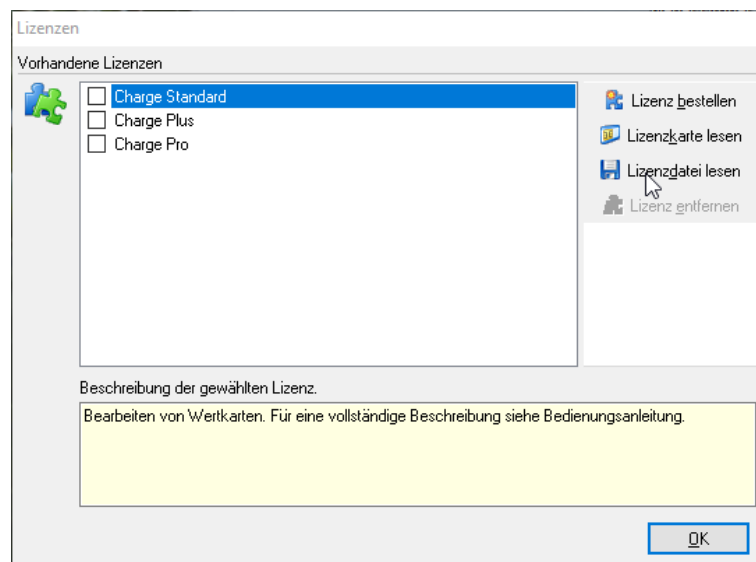 Lizenzen
Vorhandene Lizenzen
Charge Standard
Charge Plus
Charge Pro
Lizenz bestellen
Lizenzkarte lesen
Lizenzdatei lesen
Lizenz entfernen
Beschreibung der gewählten Lizenz.
Bearbeiten von Wertkarten. Für eine vollständige Beschreibung siehe Bedienungsanleitung.
OK